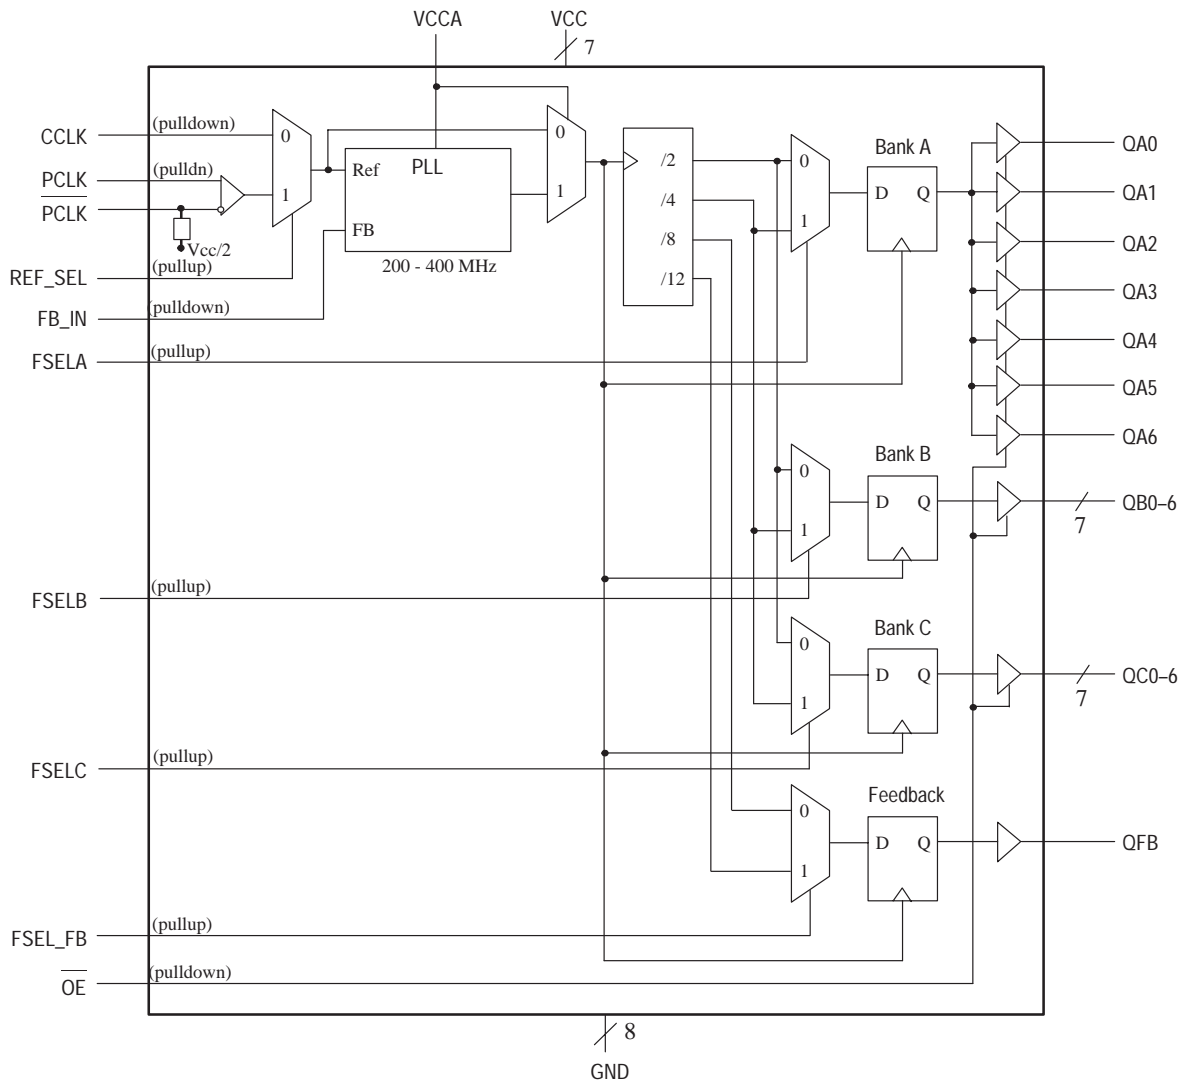 VCCA
VCC
7
CCLK
(pulldown)
0
1
PCLK
(pulldn)
PCLK
Vcc/2
REF_SEL
(pullup)
FB_IN
(pulldown)
FSELA
(pullup)
Ref
PLL
FB
200 - 400 MHz
0
1
/2
/4
/8
/12
0
1
Bank A
D
Q
QA0
QA1
QA2
QA3
QA4
QA5
QA6
Bank B
0
1
D
Q
7
QB0–6
FSELB
(pullup)
Bank C
0
1
D
Q
7
QC0–6
FSELC
(pullup)
Feedback
0
1
D
Q
QFB
FSEL_FB
(pullup)
OE
(pulldown)
8
GND